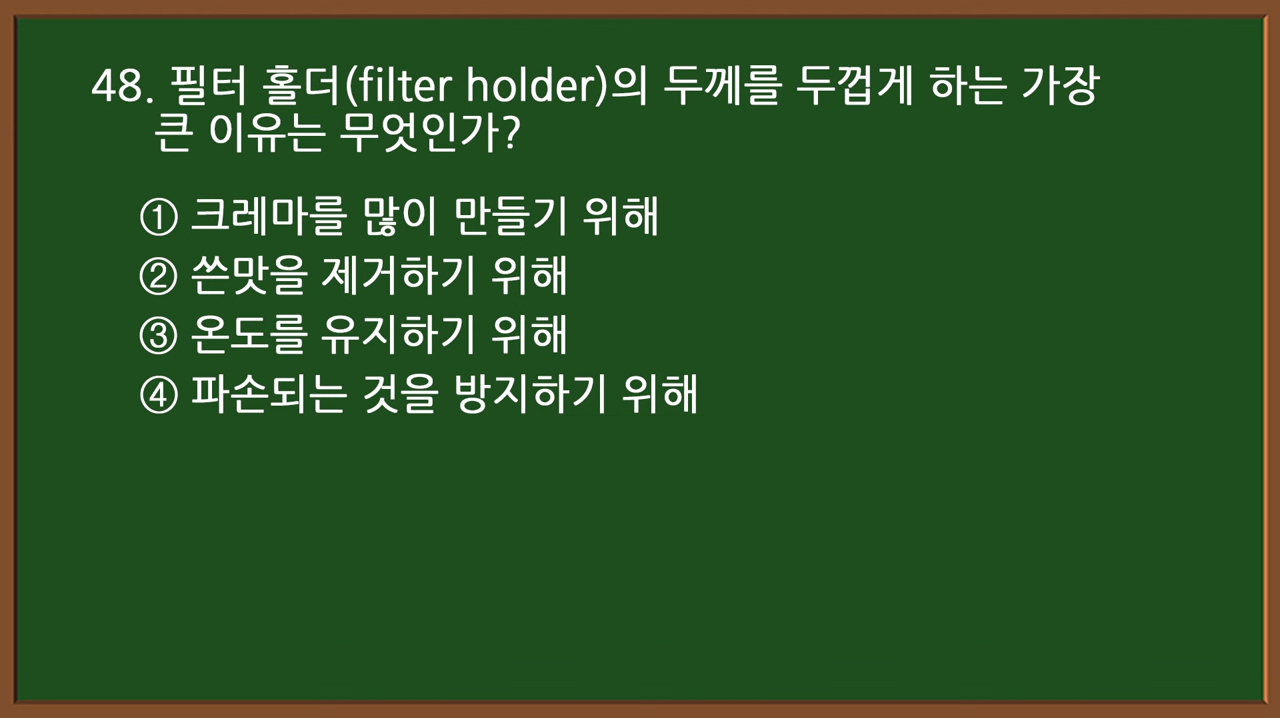 48. 필터 홀더(filter holder)의 두께를 두껍게 하는 가장
큰 이유는 무엇인가?
① 크레마를 많이 만들기 위해
② 쓴맛을 제거하기 위해
③ 온도를 유지하기 위해
④ 파손되는 것을 방지하기 위해